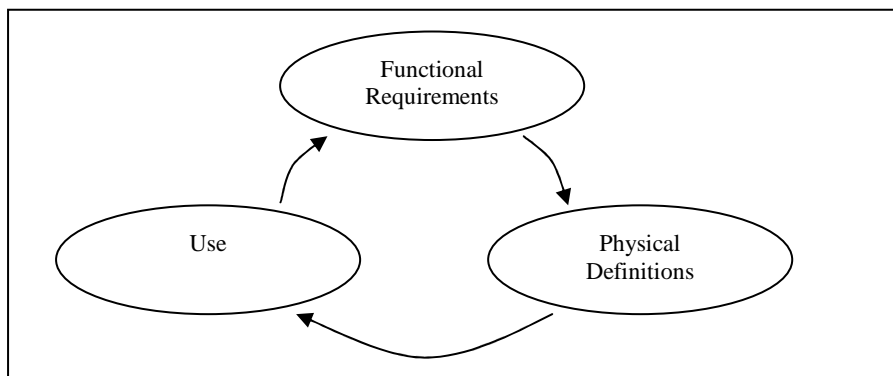 Functional
Requirements
Use
Physical
Definitions